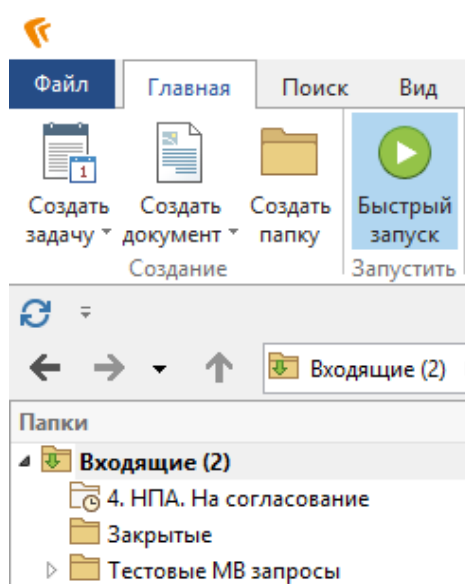 Файл Главная Поиск Вид
1
Создать Создать Создать Быстрый
задачу документ папку запуск
Создание Запустить
Входящие (2)
Папки
Входящие (2)
4. НПА. На согласование
Закрытые
Тестовые МВ запросы